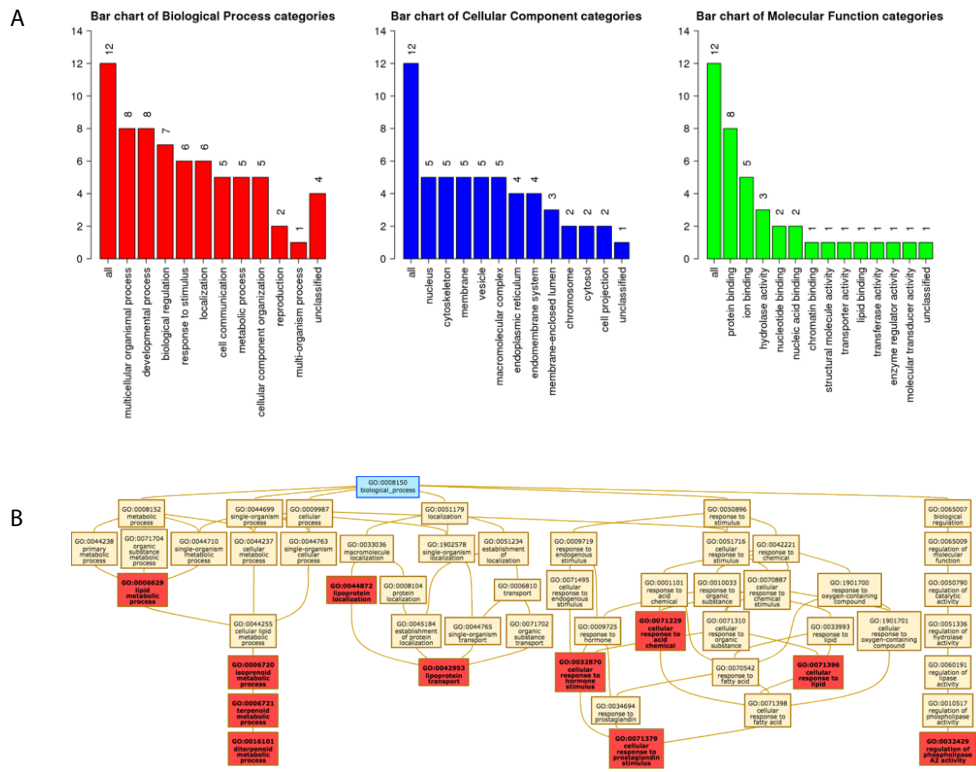 A
Bar chart of Biological Process categories
14
12
10
8
6
4
2
0
12
8
8
7
6
6
5
5
5
2
1
4
all
multicellular organismal process
developmental process
biological regulation
response to stimulus
localization
cell communication
metabolic process
cellular component organization
reproduction
multi-organism process
unclassified
Bar chart of Cellular Component categories
14
12
10
8
6
4
2
0
12
5
5
5
5
5
4
4
3
2
2
2
1
all
nucleus
cytoskeleton
membrane
vesicle
macromolecular complex
endoplasmic reticulum
endomembrane system
membrane-enclosed lumen
chromosome
cytosol
cell projection
unclassified
Bar chart of Molecular Function categories
14
12
10
8
6
4
2
0
12
8
5
3
2
2
1
1
1
1
1
1
1
1
all
protein binding
ion binding
hydrolase activity
nucleotide binding
nucleic acid binding
chromatin binding
structural molecule activity
transporter activity
lipid binding
transferase activity
enzyme regulator activity
molecular transducer activity
unclassified
B
GO:0008150
biological_process
GO:0008152
metabolic
process
GO:0044699
single-organism
process
GO:0009987
cellular
process
GO:0051179
localization
GO:0050896
response to
stimulus
GO:0065007
biological
regulation
GO:0044238
primary
metabolic process
GO:0071704
organic
substance metabolic
process
GO:0044710
single-organism
metabolic process
GO:0044237
cellular
metabolic
process
GO:0044763
single-organism
cellular process
GO:0033036
macromolecule
localization
GO:1902578
single-organism
localization
GO:0051234
establishment of
localization
GO:0009719
response to
endogenous stimulus
GO:0051716
cellular
response to
stimulus
GO:0042221
response to
chemical
GO:0065009
regulation of
molecular
function
GO:0006629
lipid
metabolic process
GO:0044872
lipoprotein
localization
GO:0008104
protein
localization
GO:0006810
transport
GO:0071495
cellular
response to
endogenous stimulus
GO:0001101
response to
acid
chemical
GO:0010033
response to
organic
substance
GO:0070887
cellular
response to
chemical stimulus
GO:1901700
response to
oxygen-containing
compound
GO:0050790
regulation of
catalytic
activity
GO:0044255
cellular lipid
metabolic
process
GO:0045184
establishment
of protein
localization
GO:0044765
single-organism
transport
GO:0071702
organic
substance
transport
GO:0009725
response to
hormone
GO:0071229
cellular
response to
acid
chemical
GO:0071310
cellular
response to
organic substance
GO:0033993
response to
lipid
GO:1901701
cellular
response to
oxygen-containing
compound
GO:0051336
regulation of
hydrolase
activity
GO:0006720
isoprenoid
metabolic
process
GO:0042953
lipoprotein
transport
GO:0032870
cellular
response to
hormone
stimulus
GO:0070542
response to
fatty acid
GO:0071396
cellular
response to
lipid
GO:0060191
regulation of
lipase
activity
GO:0006721
terpenoid
metabolic
process
GO:0034694
response to
prostaglandin
GO:0071398
cellular
response to
fatty acid
GO:0010517
regulation of
phospholipase
activity
GO:0016101
diterpenoid
metabolic
process
GO:0071379
cellular
response to
prostaglandin
stimulus
GO:0032429
regulation of
phospholipase
A2 activity